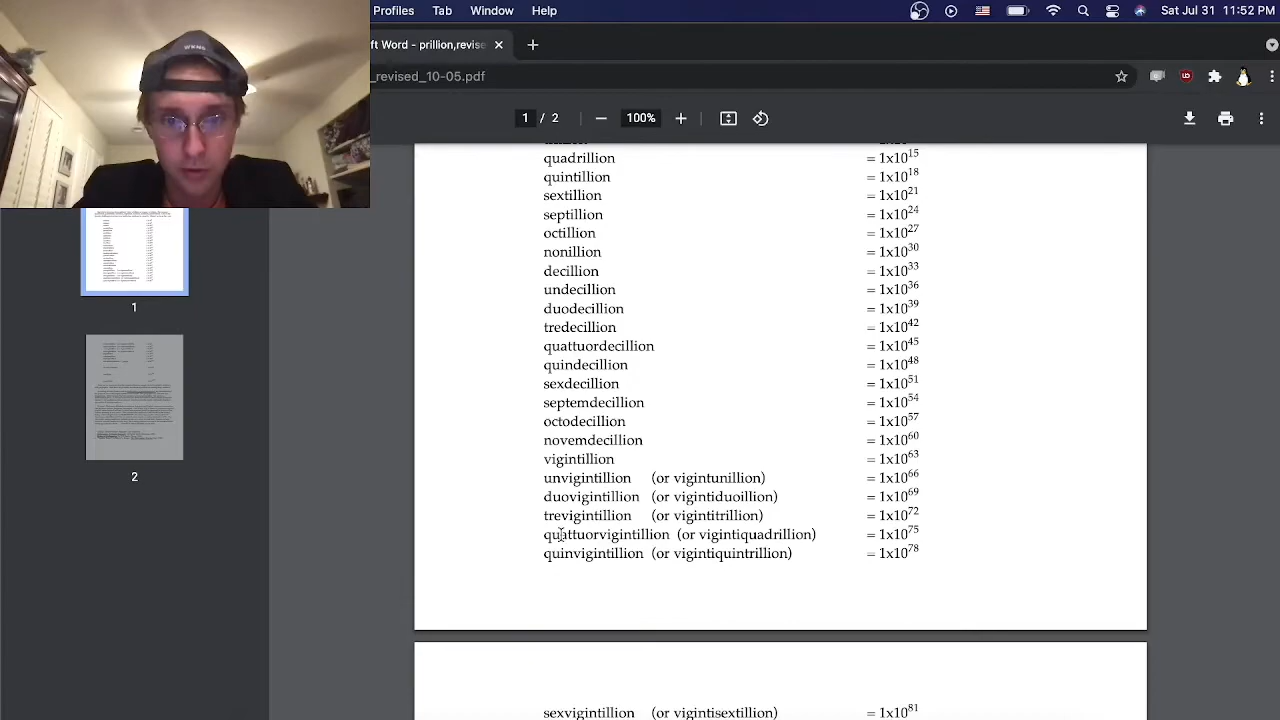 Profiles Tab Window Help Sat Jul 31 11:52 PM
ft Word - prillion.revise
_revised_10-05.pdf
1 / 2 100%
WWMD
quadrillion = 1x10^15
quintillion = 1x10^18
sextillion = 1x10^21
septillion = 1x10^24
octillion = 1x10^27
nonillion = 1x10^30
decillion = 1x10^33
undecillion = 1x10^36
duodecillion = 1x10^39
tredecillion = 1x10^42
quattuordecillion = 1x10^45
quindecillion = 1x10^48
sexdecillion = 1x10^51
septemdecillion = 1x10^54
octodecillion = 1x10^57
novendecillion = 1x10^60
vigintillion = 1x10^63
unvigintillion (or vigintunillion) = 1x10^66
duovigintillion (or vigintiduoillion) = 1x10^69
trevigintillion (or vigintitrillion) = 1x10^72
quattuorvigintillion (or vigintiquadrillion) = 1x10^75
quinvigintillion (or vigintiquintrillion) = 1x10^78
sexvigintillion (or vigintisextillion) = 1x10^81
1
2